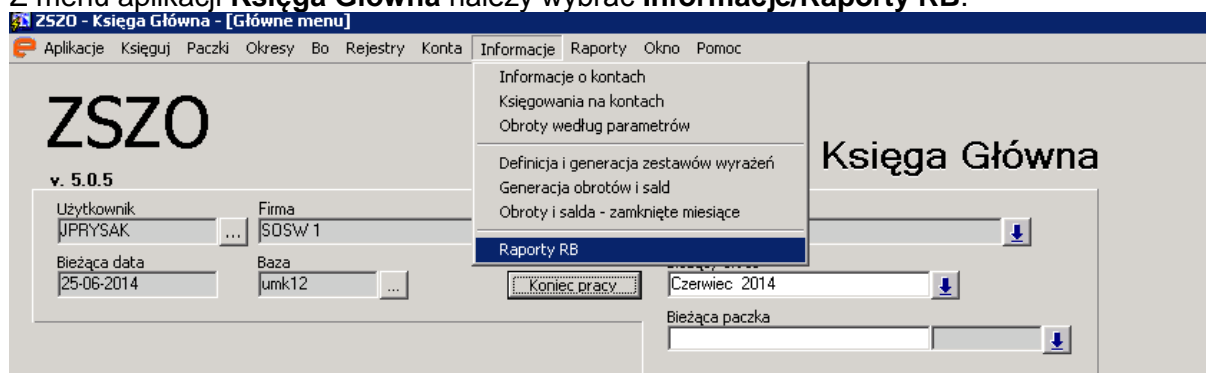 Z menu aplikacji Księga Główna należy wybrać Informacje/Raporty RB.
ZSZO - Księga Główna - [Główne menu]
Aplikacje Księguj Paczki Okresy Bo Rejestry Konta Informacje Raporty Okno Pomoc
Informacje o kontach
Księgowania na kontach
Obroty według parametrów
Definicja i generacja zestawów wyrażeń
Generacja obrotów i sald
Obroty i salda - zamknięte miesiące
Raporty RB
ZSZO
Księga Główna
v. 5.0.5
Użytkownik Firma
JPRYSAK ... SOSW 1
Bieżąca data Baza
25-06-2014 umk12 ... Koniec pracy Czerwiec 2014
Bieżąca paczka